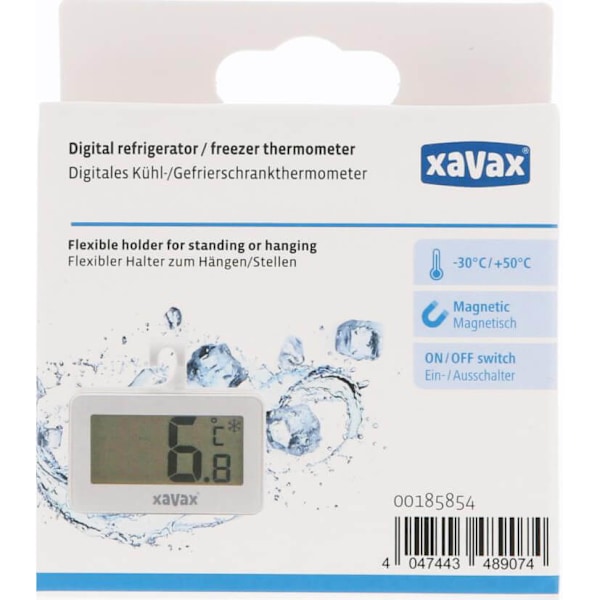 Digital refrigerator / freezer thermometer
Digitales Kühl-/Gefrierschrankthermometer
xavax
Flexible holder for standing or hanging
Flexibler Halter zum Hängen/Stellen
-30°C/+50°C
Magnetic
Magnetisch
ON/OFF switch
Ein-/Ausschalter
6.8 °C
xavax
00185854
4 047443 489074